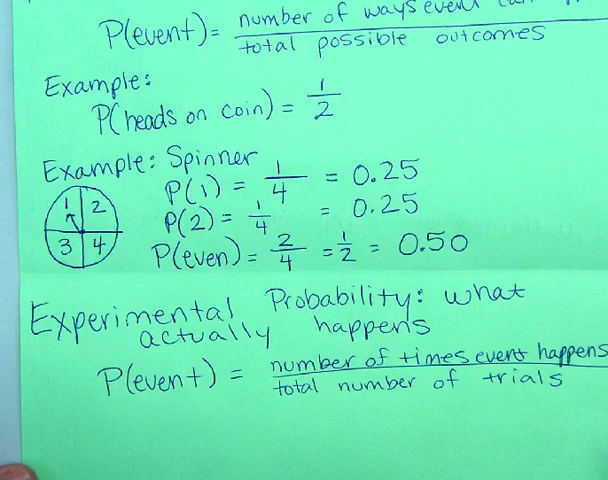 P(event) = number of ways event can
total possible outcomes
Example:
P(heads on coin) = 1/2
Example: Spinner
P(1) = 1/4 = 0.25
P(2) = 1/4 = 0.25
P(even) = 2/4 = 1/2 = 0.50
1 2
3 4
Experimental Probability: what
actually happens
P(event) = number of times event happens
total number of trials